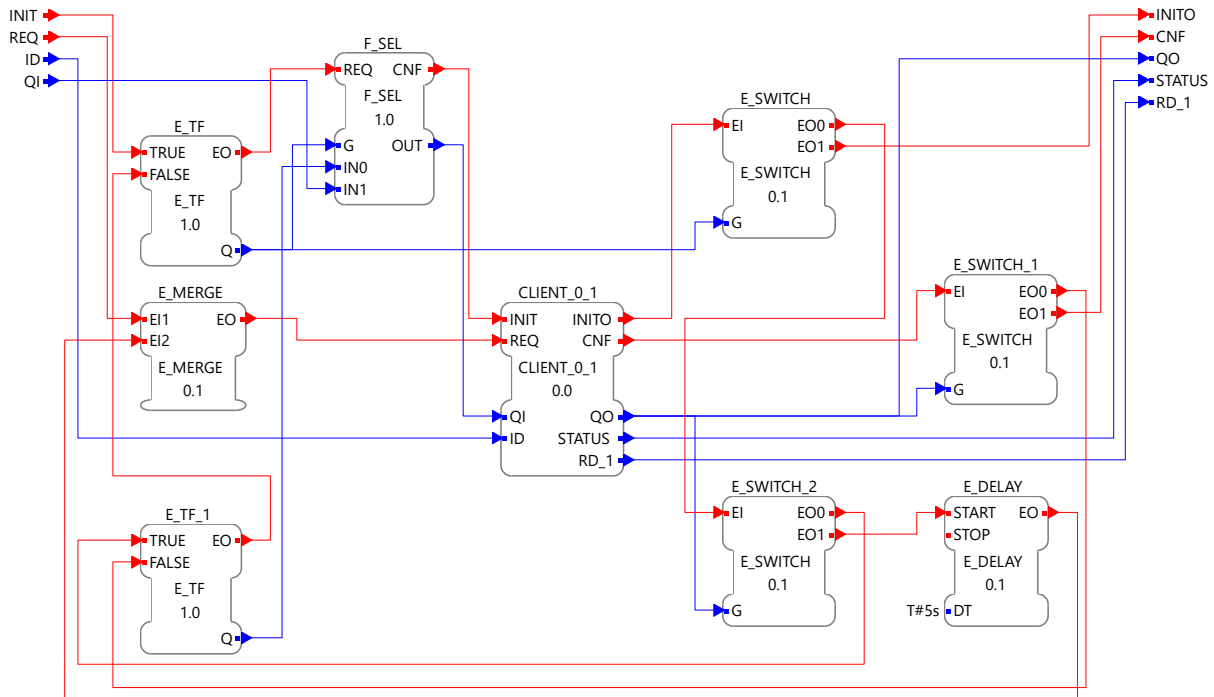 INIT
REQ
ID
QI
INITO
CNF
QO
STATUS
RD_1
F_SEL
REQ CNF
F_SEL
1.0
G OUT
IN0
IN1
E_TF
TRUE EO
FALSE
E_TF
1.0
Q
E_SWITCH
EI EO0
EO1
E_SWITCH
0.1
G
E_MERGE
EI1 EO
EI2
E_MERGE
0.1
CLIENT_0_1
INIT INITO
REQ CNF
CLIENT_0_1
0.0
QI QO
ID STATUS
RD_1
E_SWITCH_1
EI EO0
EO1
E_SWITCH
0.1
G
E_TF_1
TRUE EO
FALSE
E_TF
1.0
Q
E_SWITCH_2
EI EO0
EO1
E_SWITCH
0.1
G
E_DELAY
START EO
STOP
E_DELAY
0.1
T#5s DT